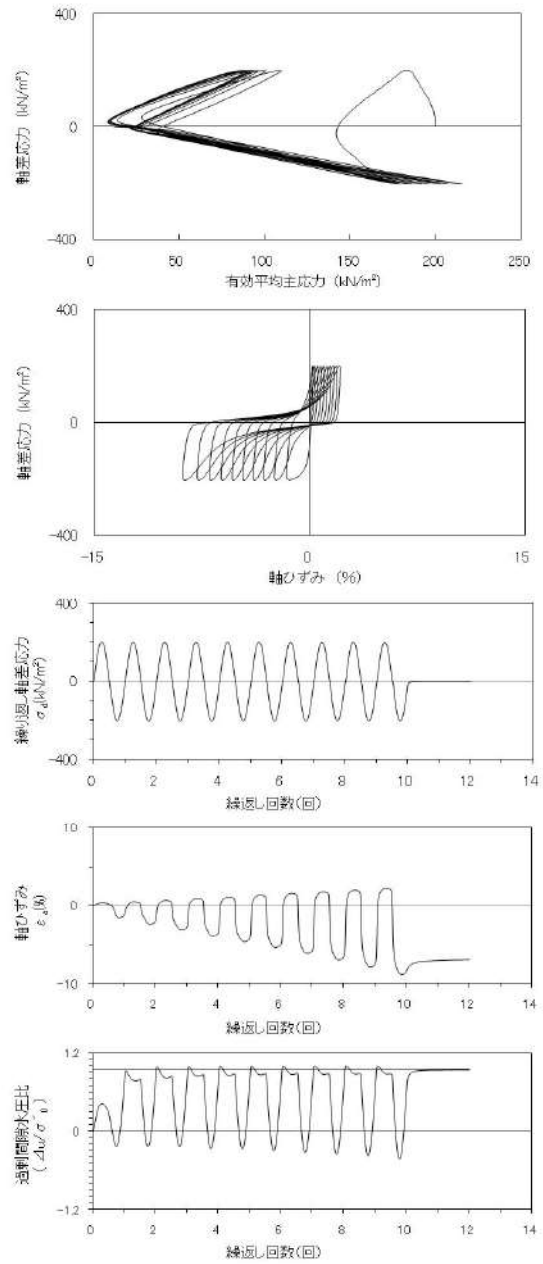 400
0
-400
軸差応力 (kN/m²)
0 50 100 150 200 250
有効平均主応力 (kN/m²)
400
0
-400
軸差応力 (kN/m²)
-15 0 15
軸ひずみ (%)
400
0
-400
繰り返し軸差応力
σd(kN/m²)
0 2 4 6 8 10 12 14
繰返し回数(回)
10
0
-10
軸ひずみ
εa(%)
0 2 4 6 8 10 12 14
繰返し回数(回)
1.2
0
-1.2
過剰間隙水圧比
(Δu/σ'0)
0 2 4 6 8 10 12 14
繰返し回数(回)